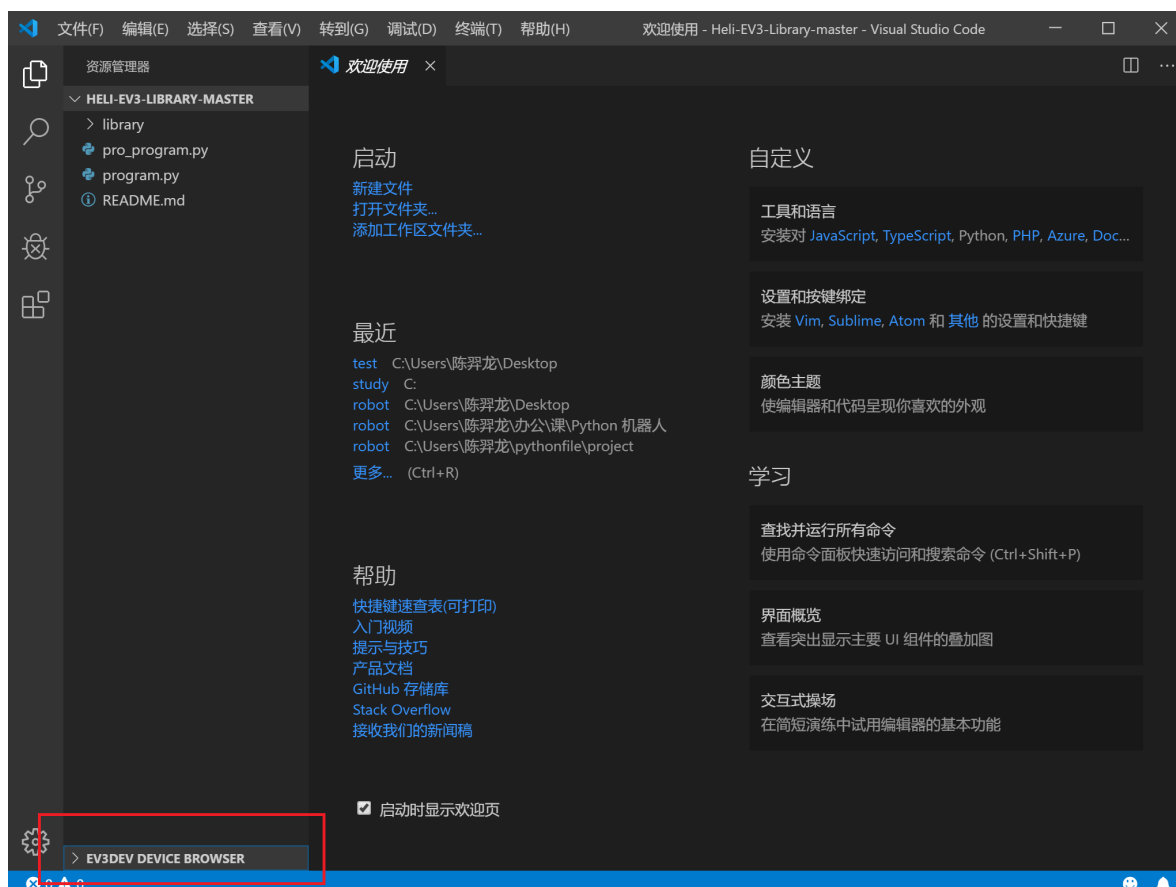 文件(F) 编辑(E) 选择(S) 查看(V) 转到(G) 调试(D) 终端(T) 帮助(H) 欢迎使用 - Heli-EV3-Library-master - Visual Studio Code
资源管理器
欢迎使用
HELI-EV3-LIBRARY-MASTER
library
pro_program.py
program.py
README.md
EV3DEV DEVICE BROWSER
启动
新建文件
打开文件夹...
添加工作区文件夹...
最近
test C:\Users\陈羿龙\Desktop
study C:
robot C:\Users\陈羿龙\Desktop
robot C:\Users\陈羿龙\办公\课\Python 机器人
robot C:\Users\陈羿龙\pythonfile\project
更多... (Ctrl+R)
帮助
快捷键速查表(可打印)
入门视频
提示与技巧
产品文档
GitHub 存储库
Stack Overflow
接收我们的新闻稿
启动时显示欢迎页
自定义
工具和语言
安装对 JavaScript, TypeScript, Python, PHP, Azure, Doc...
设置和按键绑定
安装 Vim, Sublime, Atom 和 其他 的设置和快捷键
颜色主题
使编辑器和代码呈现你喜欢的外观
学习
查找并运行所有命令
使用命令面板快速访问和搜索命令 (Ctrl+Shift+P)
界面概览
查看突出显示主要 UI 组件的叠加图
交互式操场
在简短演练中试用编辑器的基本功能
0 0